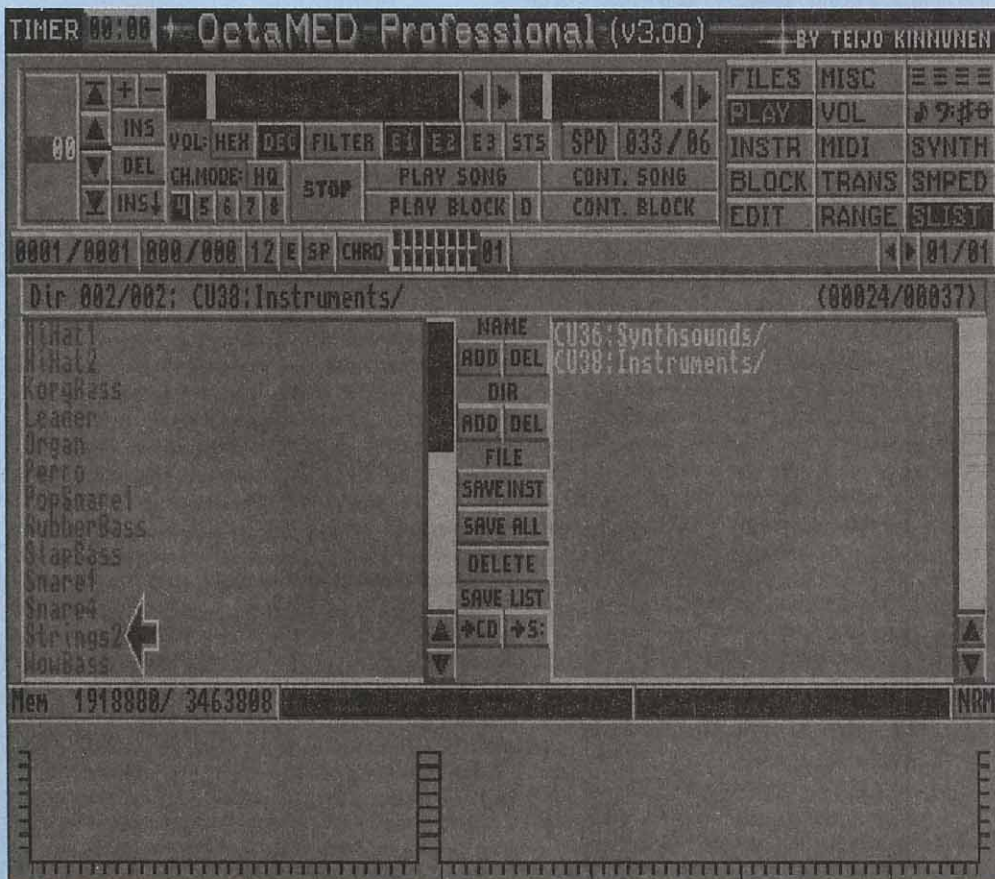 TIMER 00:00 OctaMED Professional (v3.00) BY TEIJO KINNUNEN
00
+ -
INS
DEL
INS
VOL: HEX DEC FILTER E1 E2 E3 STS SPD 033/06
CH.MODE: HQ STOP PLAY SONG CONT. SONG
4 5 6 7 8 PLAY BLOCK D CONT. BLOCK
FILES MISC
PLAY VOL
INSTR MIDI SYNTH
BLOCK TRANS SMPED
EDIT RANGE SLIST
0001/0001 000/000 12 E SP CHRD 01 01/01
Dir 002/002: CU38:Instruments/ (00024/00037)
HiHat1
HiHat2
KorgBass
Leader
Organ
Perco
PopSnare1
RubberBass
SlapBass
Snare1
Snare4
Strings2
WowBass
NAME
ADD DEL
DIR
ADD DEL
FILE
SAVE INST
SAVE ALL
DELETE
SAVE LIST
CD S:
CU36:Synthsounds/
CU38:Instruments/
Mem 1918880/ 3463808 NRM